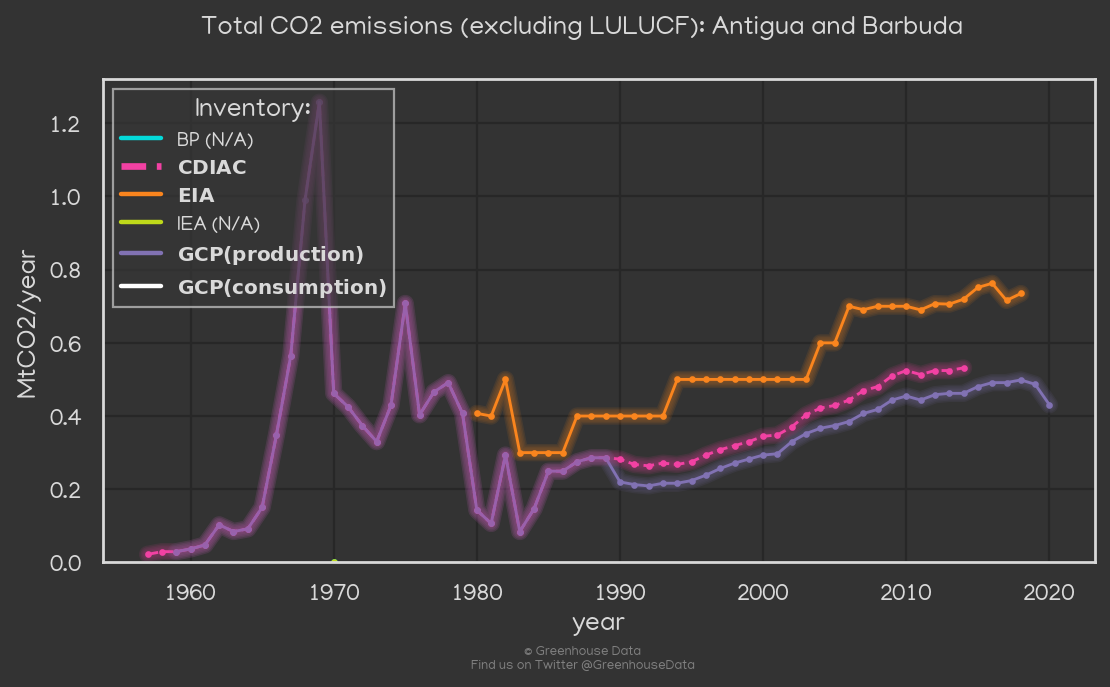 Total CO2 emissions (excluding LULUCF): Antigua and Barbuda
Inventory:
BP (N/A)
CDIAC
EIA
IEA (N/A)
GCP(production)
GCP(consumption)
MtCO2/year
1.2
1.0
0.8
0.6
0.4
0.2
0.0
1960 1970 1980 1990 2000 2010 2020
year
© Greenhouse Data
Find us on Twitter @GreenhouseData